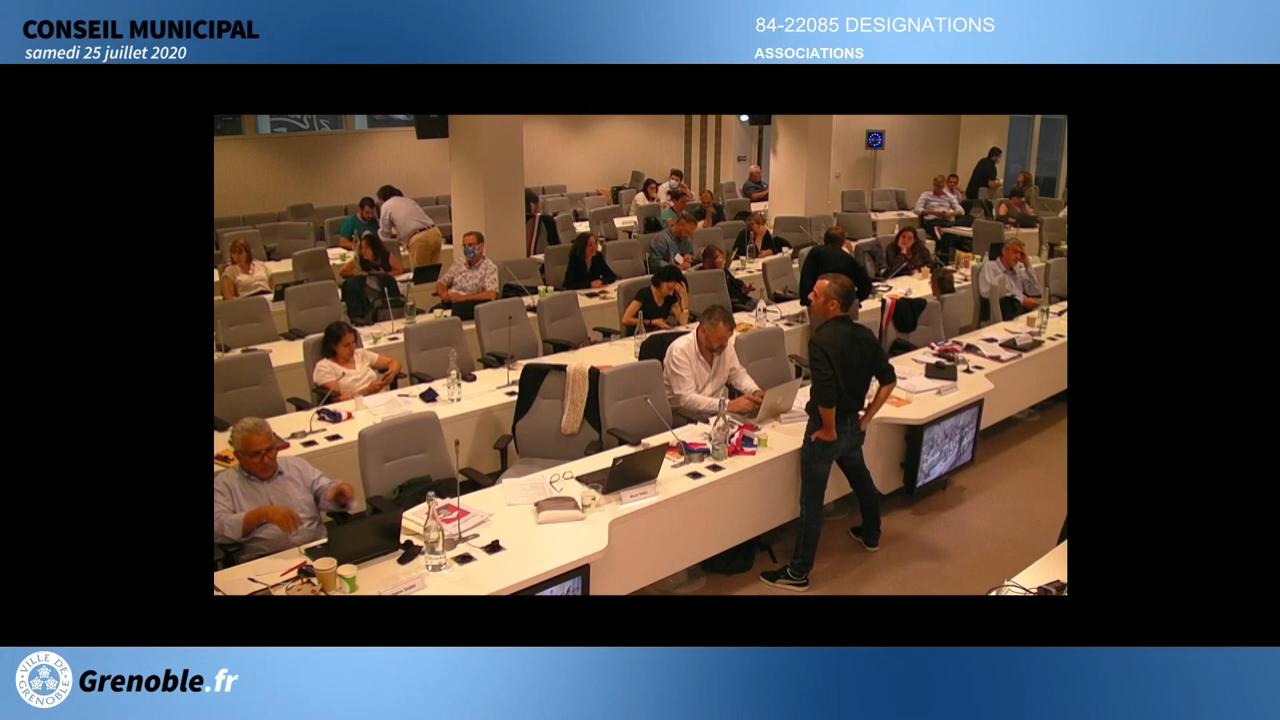 CONSEIL MUNICIPAL
samedi 25 juillet 2020
84-22085 DESIGNATIONS
ASSOCIATIONS
VILLE DE
GRENOBLE
Grenoble.fr